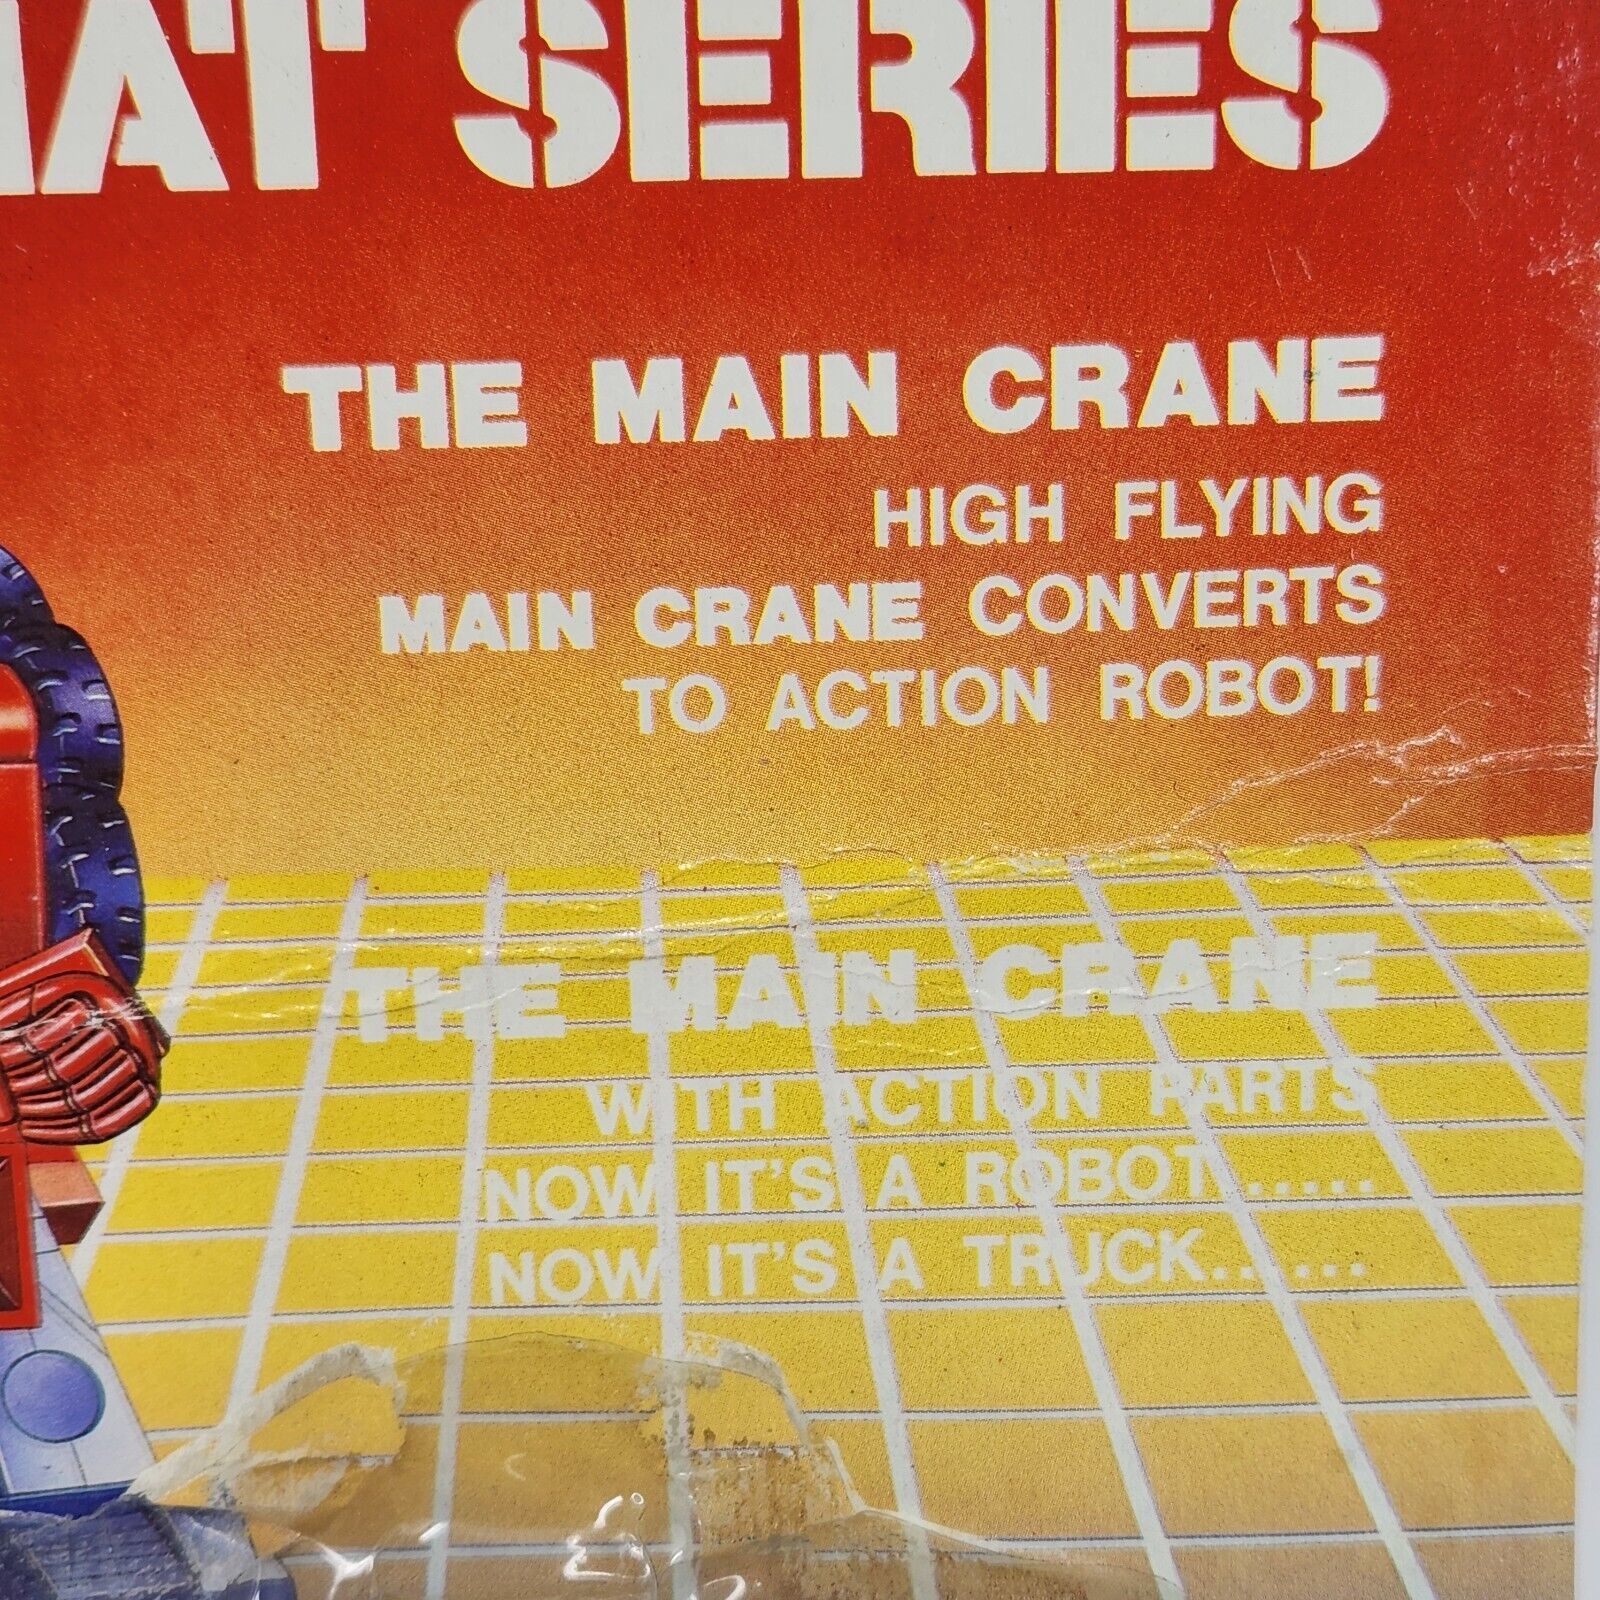 SERIES
THE MAIN CRANE
HIGH FLYING
MAIN CRANE CONVERTS
TO ACTION ROBOT!
THE MAIN CRANE
WITH ACTION PARTS
NOW IT'S A ROBOT.....
NOW IT'S A TRUCK......